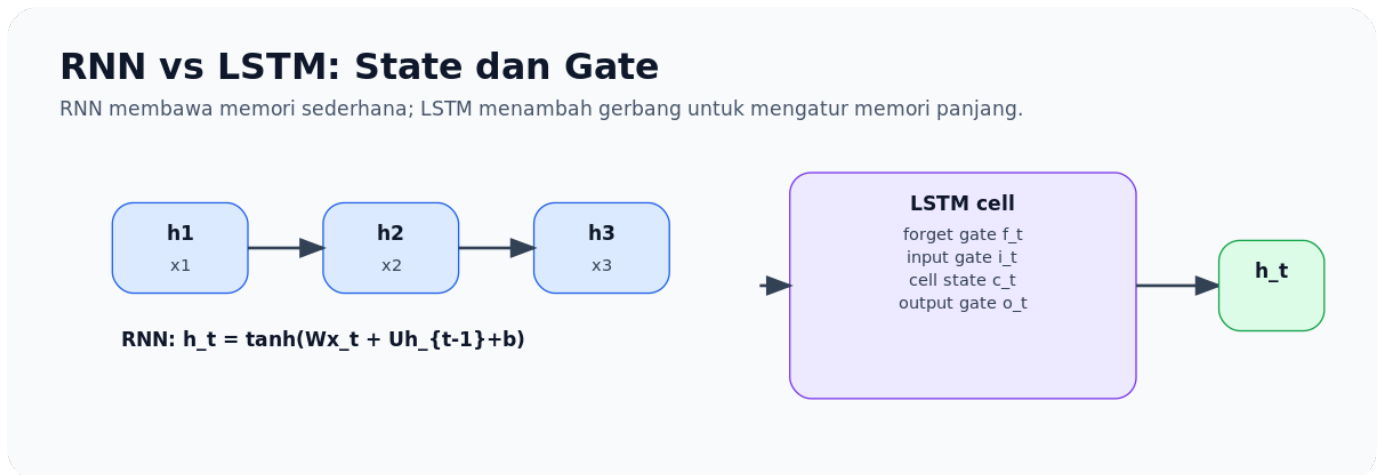 RNN vs LSTM: State dan Gate
RNN membawa memori sederhana; LSTM menambah gerbang untuk mengatur memori panjang.
h1
x1
h2
x2
h3
x3
RNN: h_t = tanh(Wx_t + Uh_{t-1}+b)
LSTM cell
forget gate f_t
input gate i_t
cell state c_t
output gate o_t
h_t